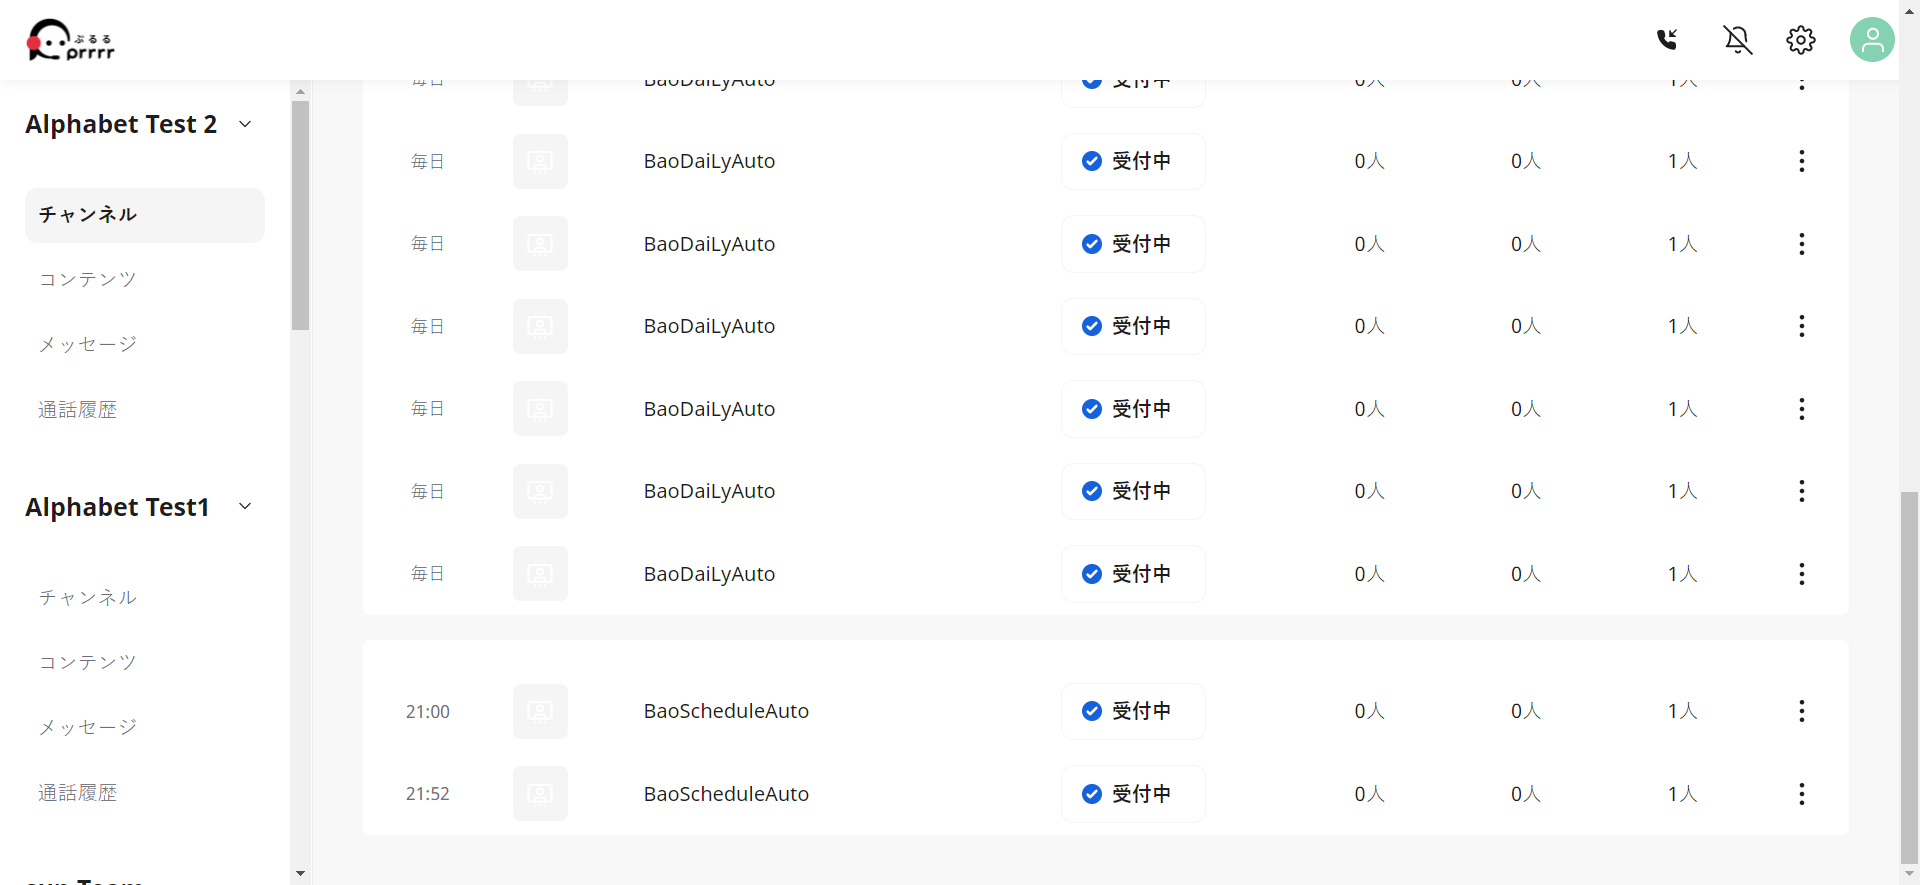 ぷるる
prrrr
Alphabet Test 2
チャンネル
コンテンツ
メッセージ
通話履歴
Alphabet Test1
チャンネル
コンテンツ
メッセージ
通話履歴
毎日 BaoDaiLyAuto 受付中 0人 0人 1人
毎日 BaoDaiLyAuto 受付中 0人 0人 1人
毎日 BaoDaiLyAuto 受付中 0人 0人 1人
毎日 BaoDaiLyAuto 受付中 0人 0人 1人
毎日 BaoDaiLyAuto 受付中 0人 0人 1人
毎日 BaoDaiLyAuto 受付中 0人 0人 1人
毎日 BaoDaiLyAuto 受付中 0人 0人 1人
21:00 BaoScheduleAuto 受付中 0人 0人 1人
21:52 BaoScheduleAuto 受付中 0人 0人 1人